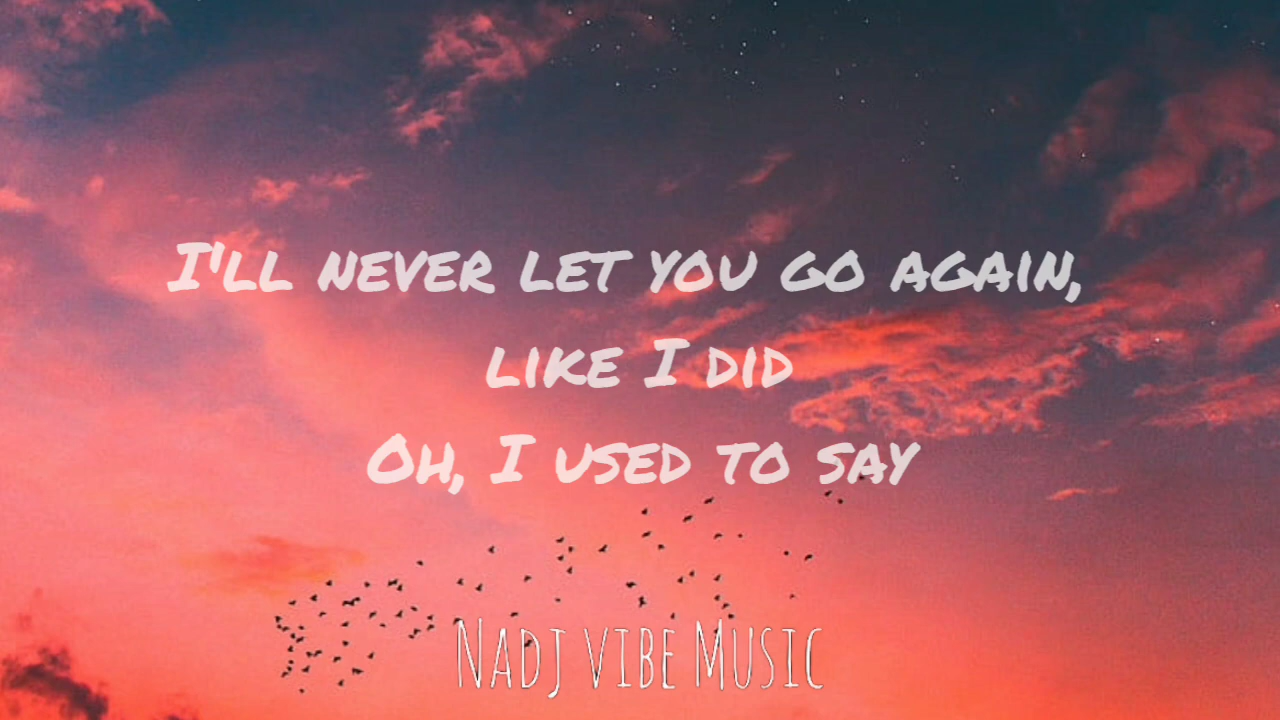 I'll never let you go again,
like I did
Oh, I used to say
Nadj vibe Music